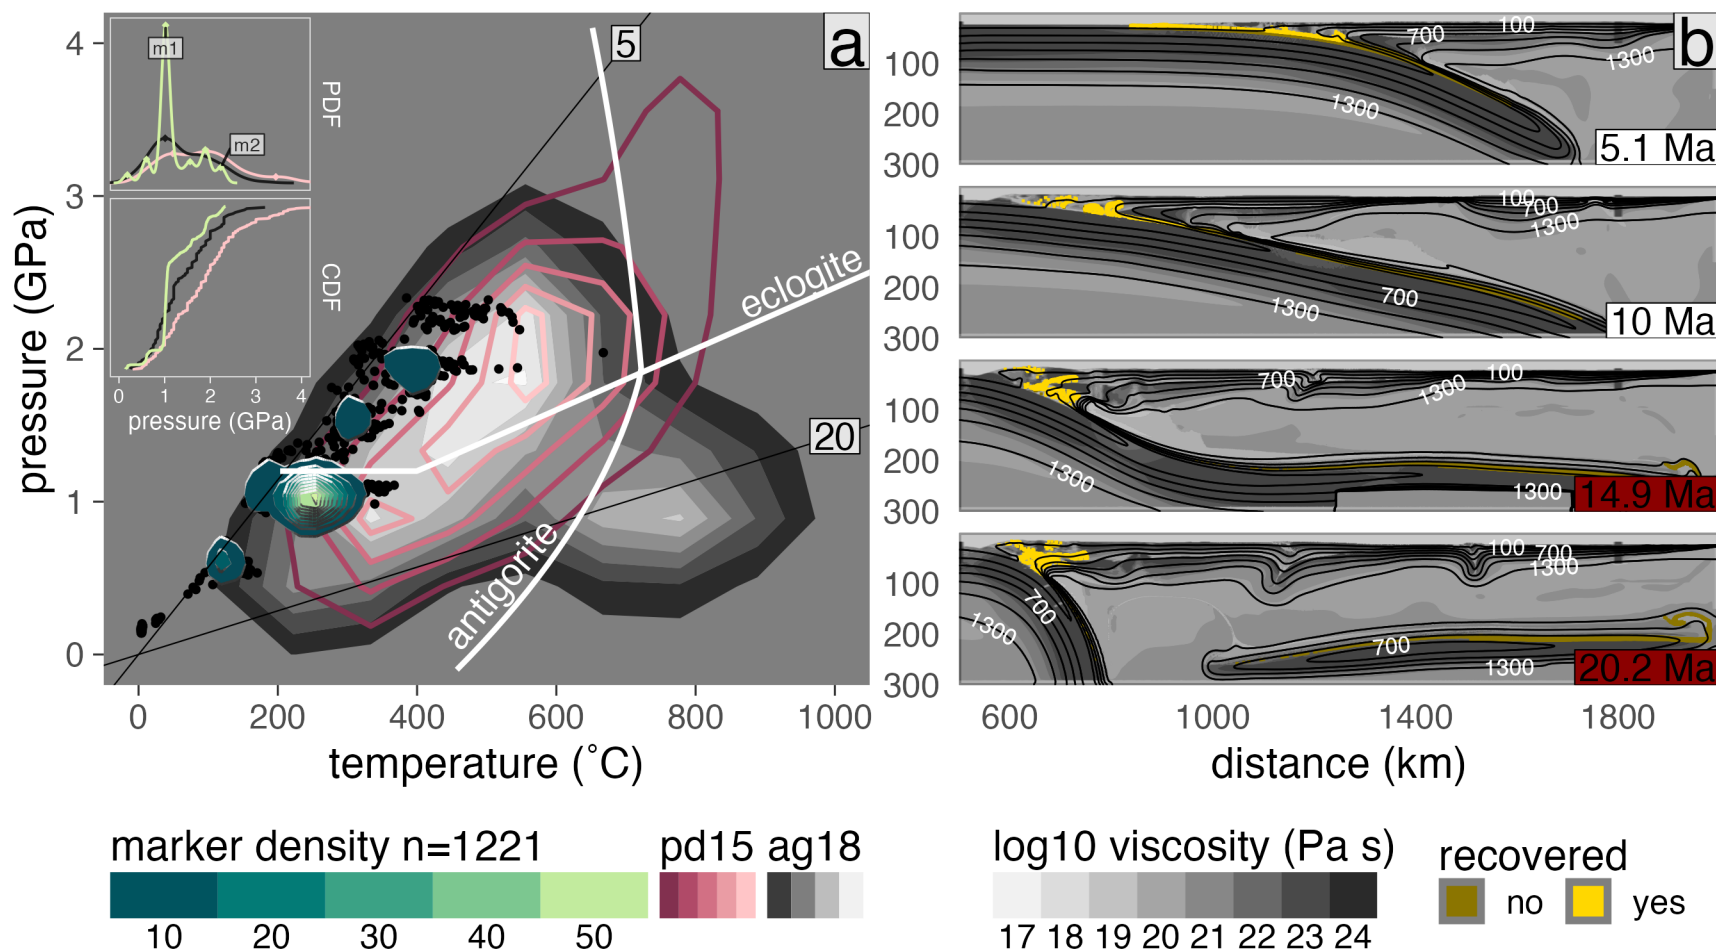 a
4
3
2
1
0
pressure (GPa)
0 200 400 600 800 1000
temperature (˚C)
5
20
eclogite
antigorite
m1
m2
PDF
CDF
0 1 2 3 4
pressure (GPa)
b
100
200
300
100
700
1300
1300
5.1 Ma
100
200
300
100
700
1300
1300
700
10 Ma
100
200
300
700
100
1300
1300
1300
14.9 Ma
100
200
300
100
700
1300
700
1300
700
1300
20.2 Ma
600 1000 1400 1800
distance (km)
marker density n=1221
10 20 30 40 50
pd15 ag18
log10 viscosity (Pa s)
17 18 19 20 21 22 23 24
recovered
no yes